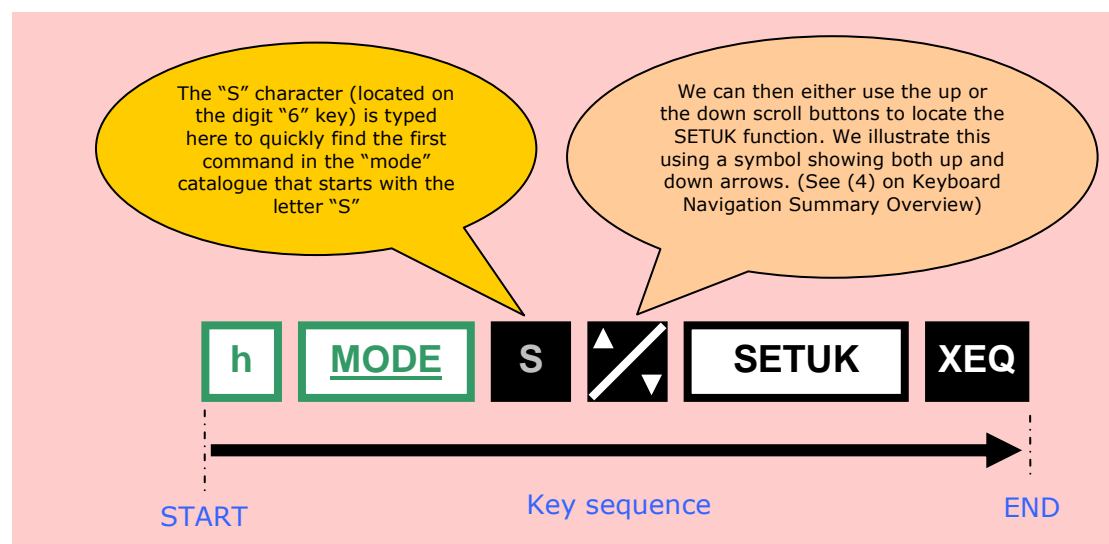 The “S” character (located on
the digit “6” key) is typed
here to quickly find the first
command in the “mode”
catalogue that starts with the
letter “S”
We can then either use the up or
the down scroll buttons to locate the
SETUK function. We illustrate this
using a symbol showing both up and
down arrows. (See (4) on Keyboard
Navigation Summary Overview)
h MODE S SETUK XEQ
START Key sequence END